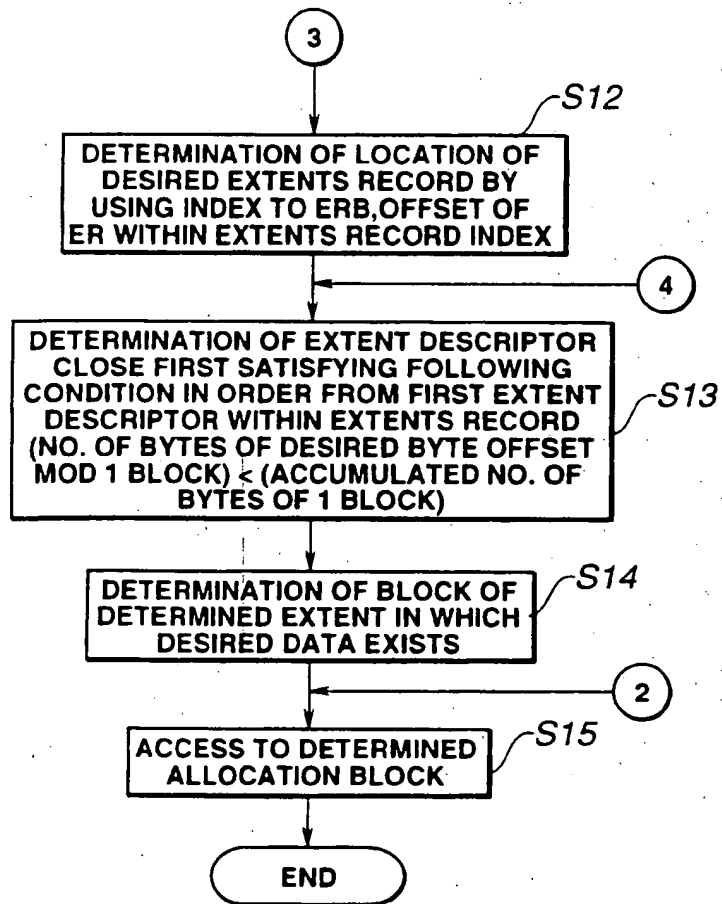 3
S12
DETERMINATION OF LOCATION OF
DESIRED EXTENTS RECORD BY
USING INDEX TO ERB,OFFSET OF
ER WITHIN EXTENTS RECORD INDEX
4
DETERMINATION OF EXTENT DESCRIPTOR
CLOSE FIRST SATISFYING FOLLOWING
CONDITION IN ORDER FROM FIRST EXTENT
DESCRIPTOR WITHIN EXTENTS RECORD
(NO. OF BYTES OF DESIRED BYTE OFFSET
MOD 1 BLOCK) < (ACCUMULATED NO. OF
BYTES OF 1 BLOCK)
S13
S14
DETERMINATION OF BLOCK OF
DETERMINED EXTENT IN WHICH
DESIRED DATA EXISTS
2
S15
ACCESS TO DETERMINED
ALLOCATION BLOCK
END